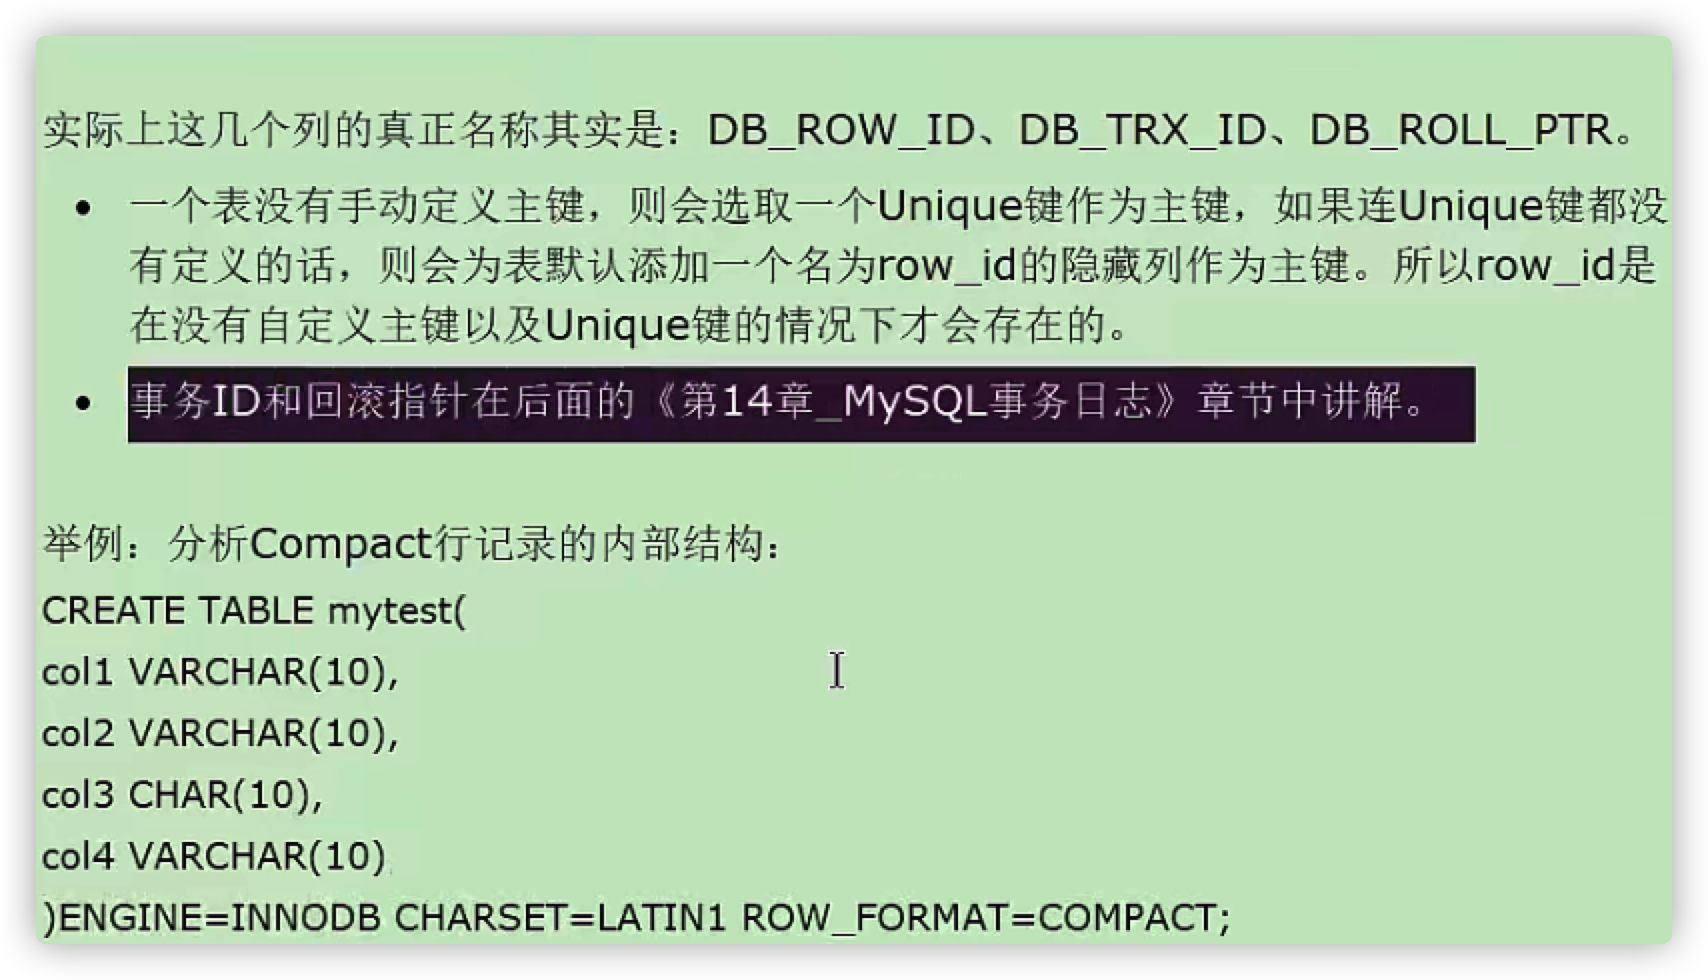 实际上这几个列的真正名称其实是：DB_ROW_ID、DB_TRX_ID、DB_ROLL_PTR。
• 一个表没有手动定义主键，则会选取一个Unique键作为主键，如果连Unique键都没
有定义的话，则会为表默认添加一个名为row_id的隐藏列作为主键。所以row_id是
在没有自定义主键以及Unique键的情况下才会存在的。
• 事务ID和回滚指针在后面的《第14章_MySQL事务日志》章节中讲解。
举例：分析Compact行记录的内部结构：
CREATE TABLE mytest(
col1 VARCHAR(10),
col2 VARCHAR(10),
col3 CHAR(10),
col4 VARCHAR(10)
)ENGINE=INNODB CHARSET=LATIN1 ROW_FORMAT=COMPACT;